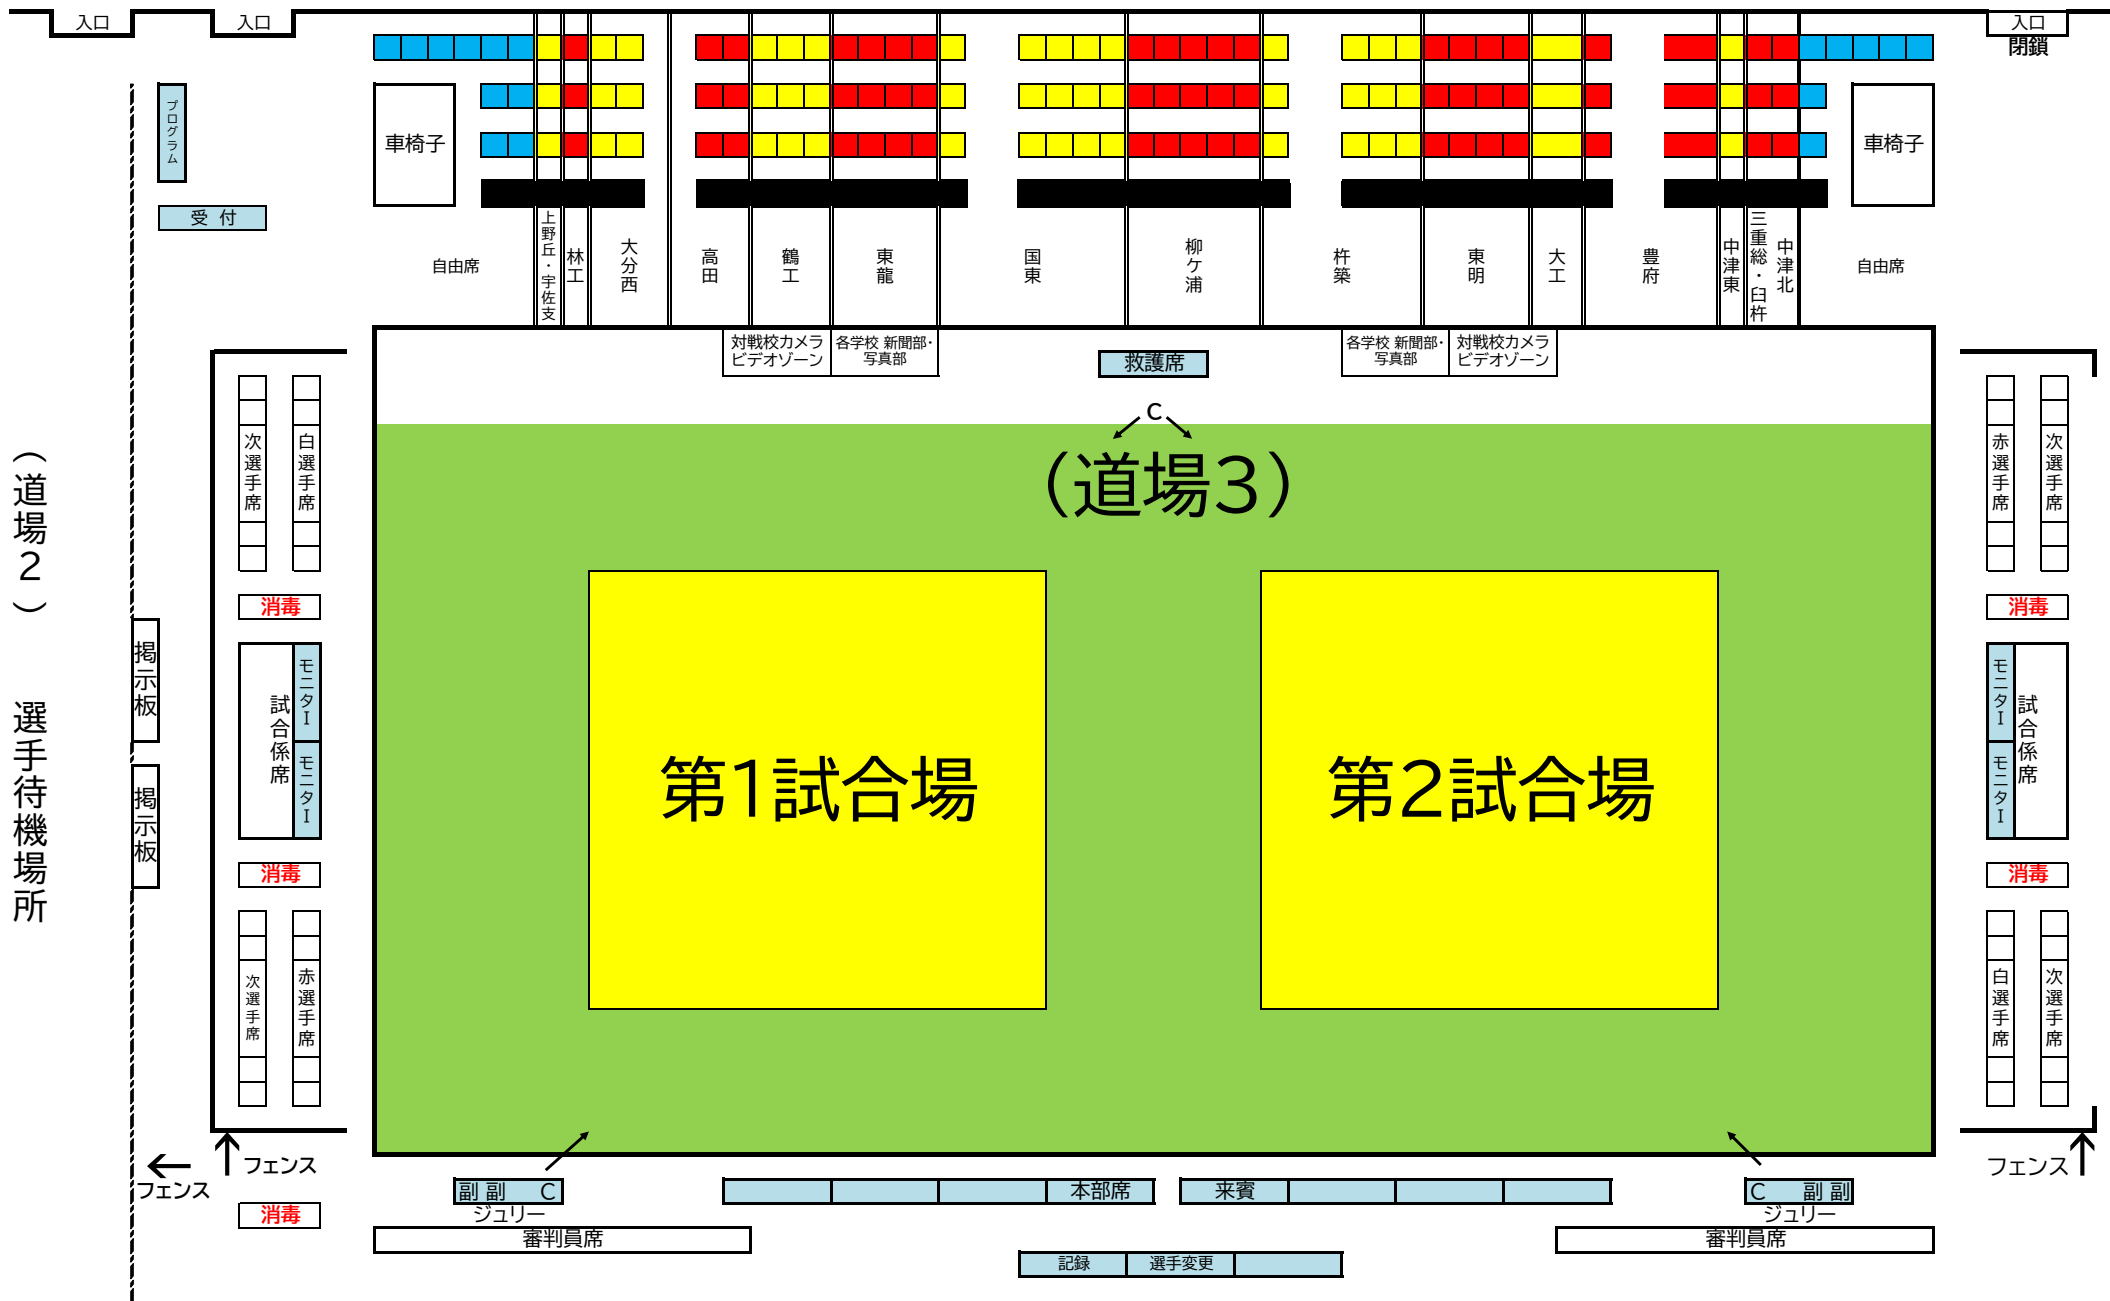 入口
入口
入口
閉鎖
プログラム
車椅子
車椅子
受 付
自由席
上野丘・宇佐支
林工
大分西
高田
鶴工
東龍
国東
柳ケ浦
杵築
東明
大工
豊府
中津東
三重総・臼杵
中津北
自由席
対戦校カメラ
ビデオゾーン
各学校 新聞部・
写真部
救護席
各学校 新聞部・
写真部
対戦校カメラ
ビデオゾーン
C
（道場３）
（道場２） 選手待機場所
次選手席
白選手席
赤選手席
次選手席
消毒
消毒
掲示板
掲示板
試合係席
モニター
モニター
第1試合場
第2試合場
モニター
モニター
試合係席
消毒
消毒
次選手席
赤選手席
白選手席
次選手席
フェンス
フェンス
フェンス
消毒
副 副 C
ジュリー
本部席
来賓
C 副 副
ジュリー
審判員席
審判員席
記録
選手変更